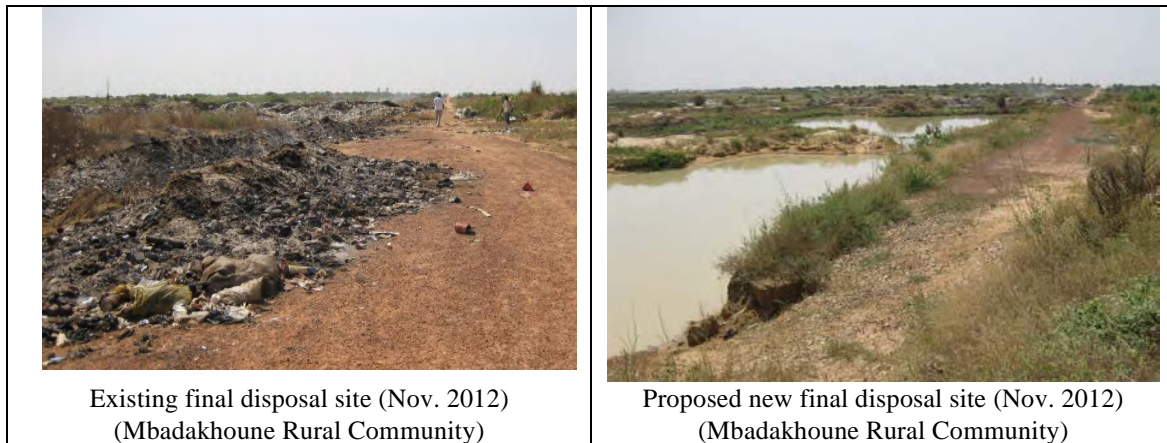 Existing final disposal site (Nov. 2012)
(Mbadakhoune Rural Community)
Proposed new final disposal site (Nov. 2012)
(Mbadakhoune Rural Community)